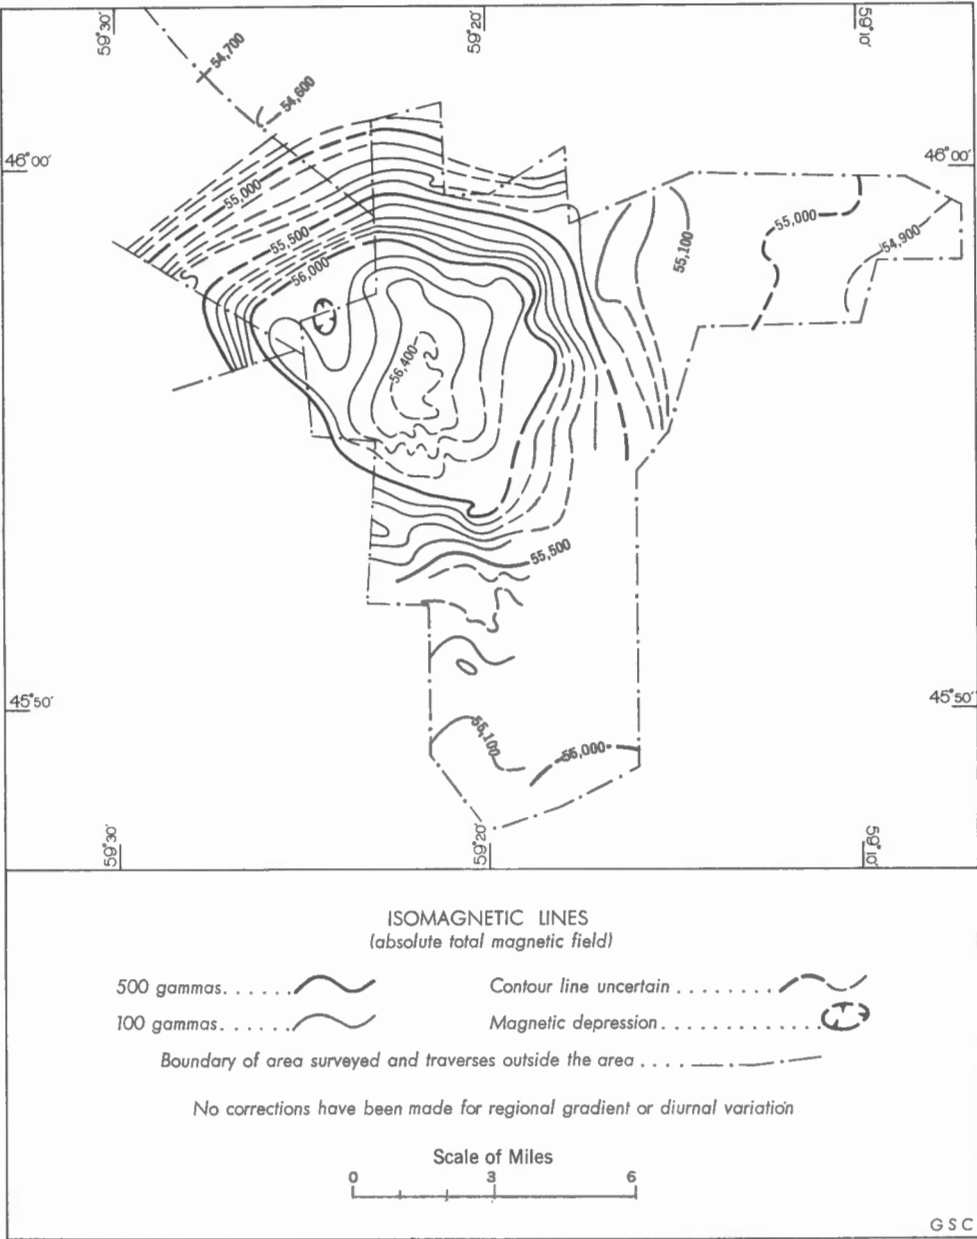 59°30'
59°20'
59°10'
54,700
54,600
46°00'
46°00'
55,000
55,500
56,000
55,100
55,000
54,900
56,400
55,500
45°50'
45°50'
55,100
55,000
59°30'
59°20'
59°10'
ISOMAGNETIC LINES
(absolute total magnetic field)
500 gammas......
Contour line uncertain.........
100 gammas......
Magnetic depression..............
Boundary of area surveyed and traverses outside the area....
No corrections have been made for regional gradient or diurnal variation
Scale of Miles
0 3 6
GSC